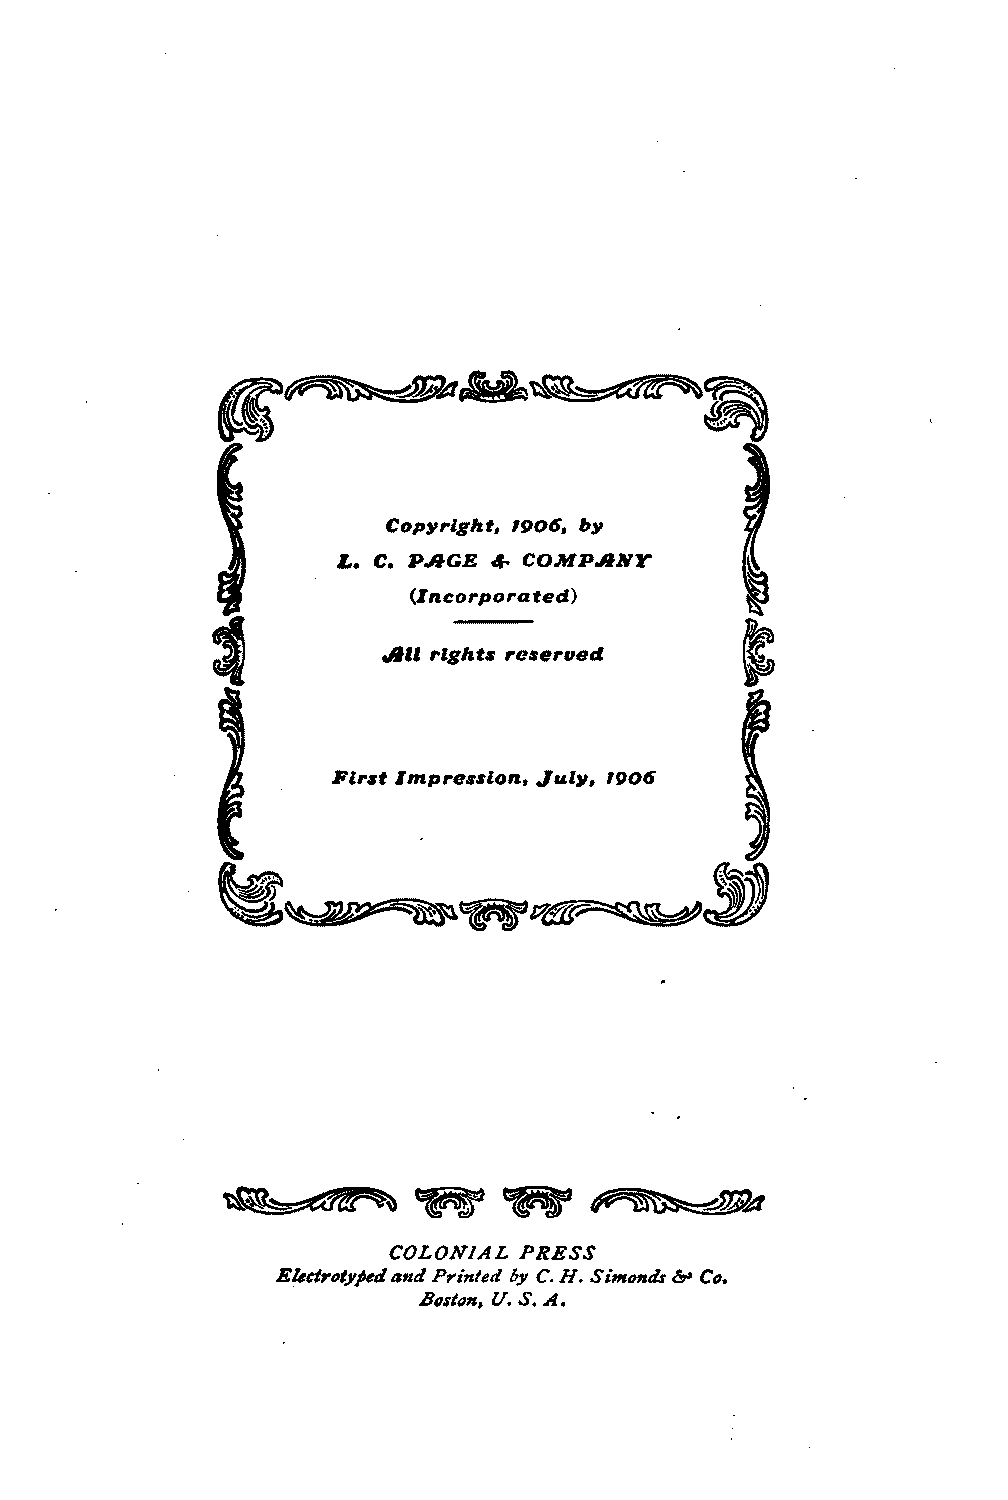 Copyright, 1906, by
L. C. PAGE & COMPANY
(Incorporated)
All rights reserved
First Impression, July, 1906
COLONIAL PRESS
Electrotyped and Printed by C. H. Simonds & Co.
Boston, U. S. A.